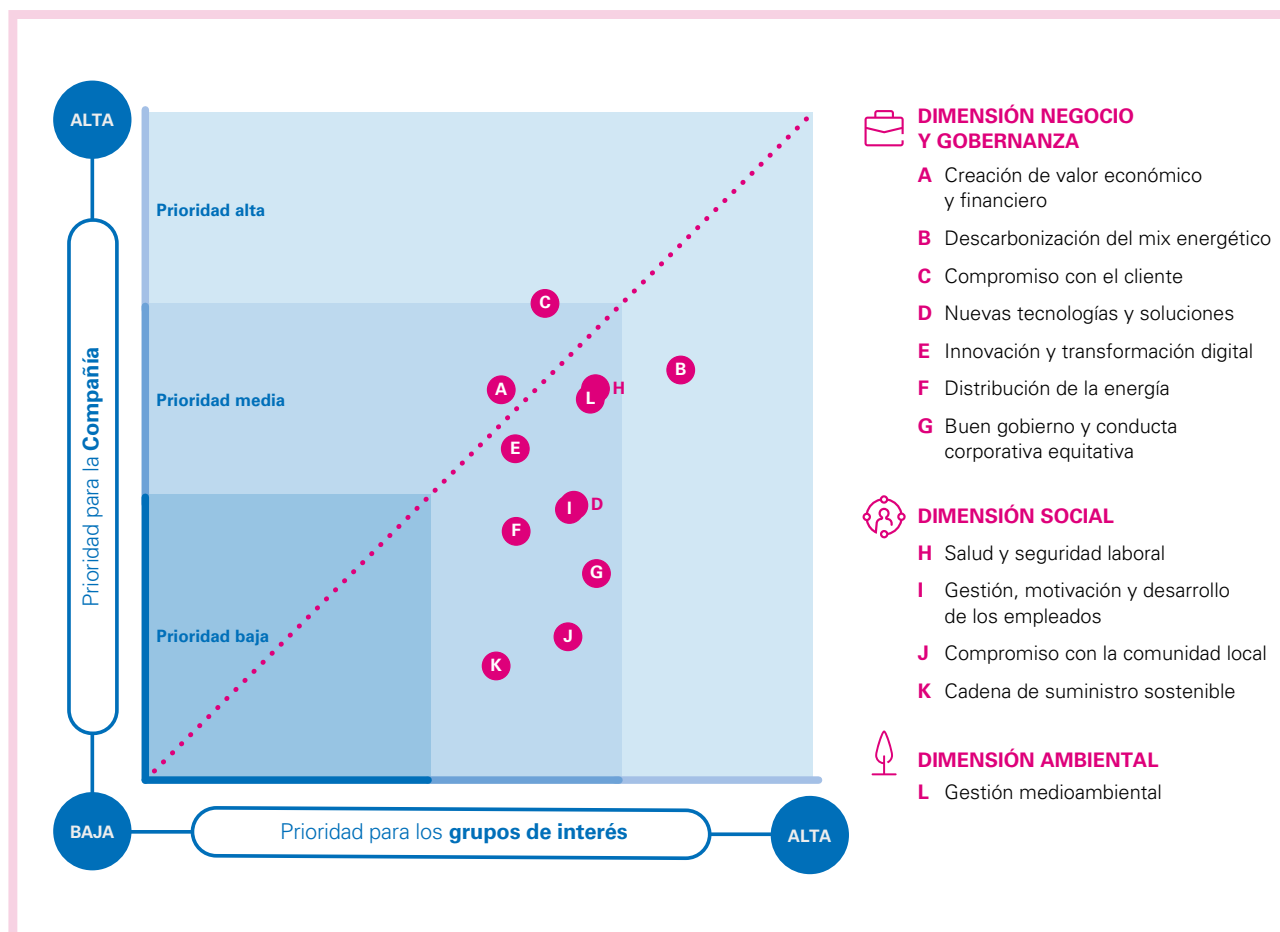 ALTA
Prioridad para la Compañía
BAJA
Prioridad alta
Prioridad media
Prioridad baja
C
B
A
H
L
E
D
I
F
G
J
K
Prioridad para los grupos de interés
ALTA
DIMENSIÓN NEGOCIO
Y GOBERNANZA
A Creación de valor económico
y financiero
B Descarbonización del mix energético
C Compromiso con el cliente
D Nuevas tecnologías y soluciones
E Innovación y transformación digital
F Distribución de la energía
G Buen gobierno y conducta
corporativa equitativa
DIMENSIÓN SOCIAL
H Salud y seguridad laboral
I Gestión, motivación y desarrollo
de los empleados
J Compromiso con la comunidad local
K Cadena de suministro sostenible
DIMENSIÓN AMBIENTAL
L Gestión medioambiental